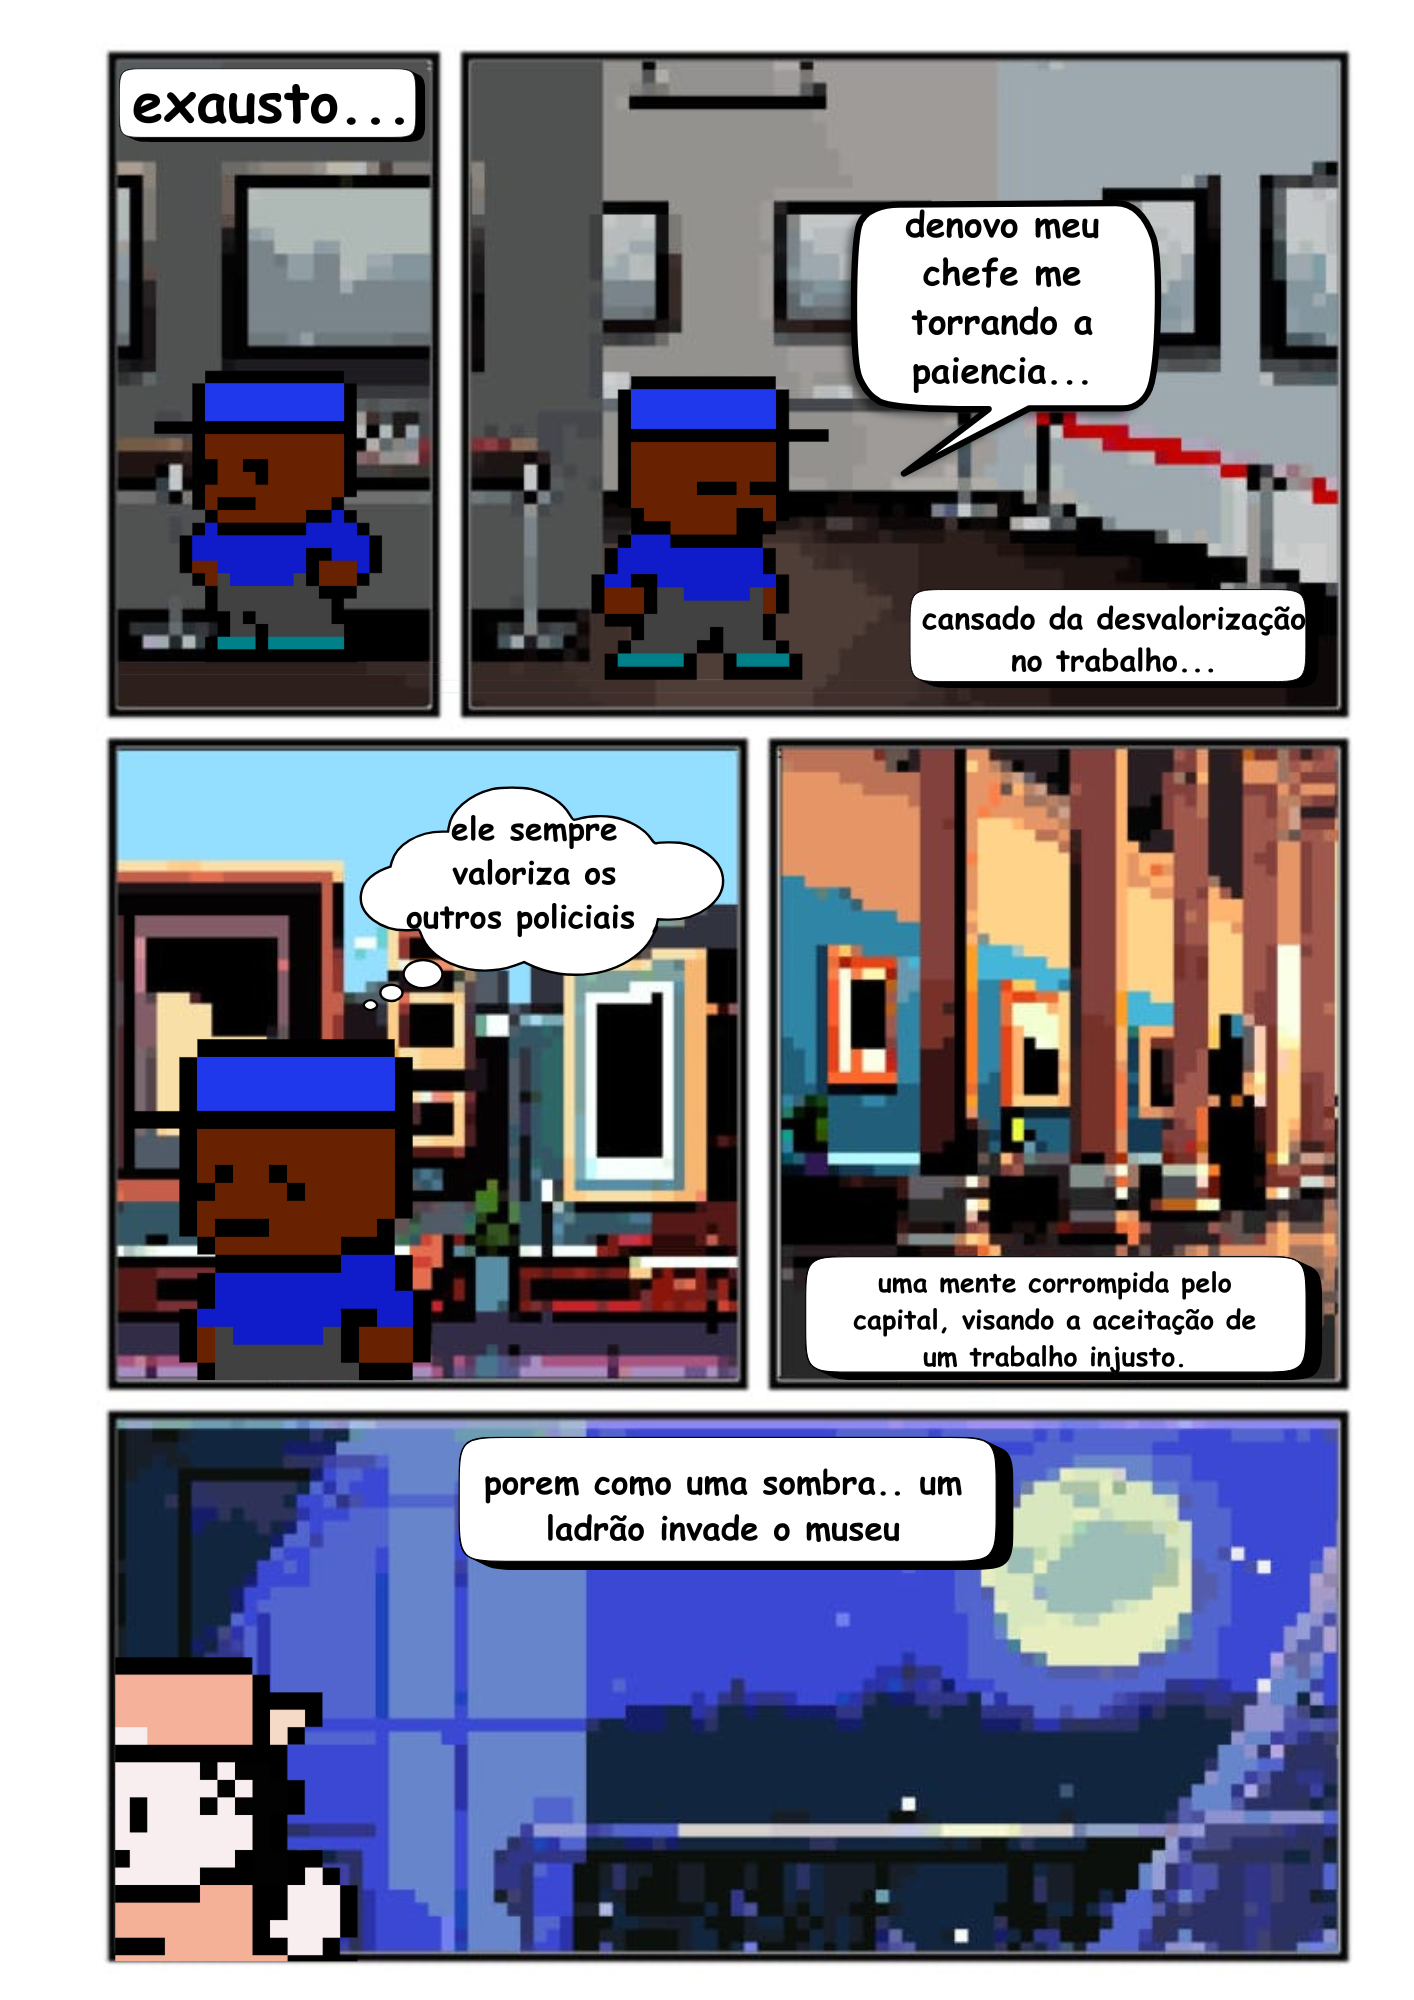 exausto...
denovo meu
chefe me
torrando a
paiencia...
cansado da desvalorização
no trabalho...
ele sempre
valoriza os
outros policiais
uma mente corrompida pelo
capital, visando a aceitação de
um trabalho injusto.
porem como uma sombra.. um
ladrão invade o museu